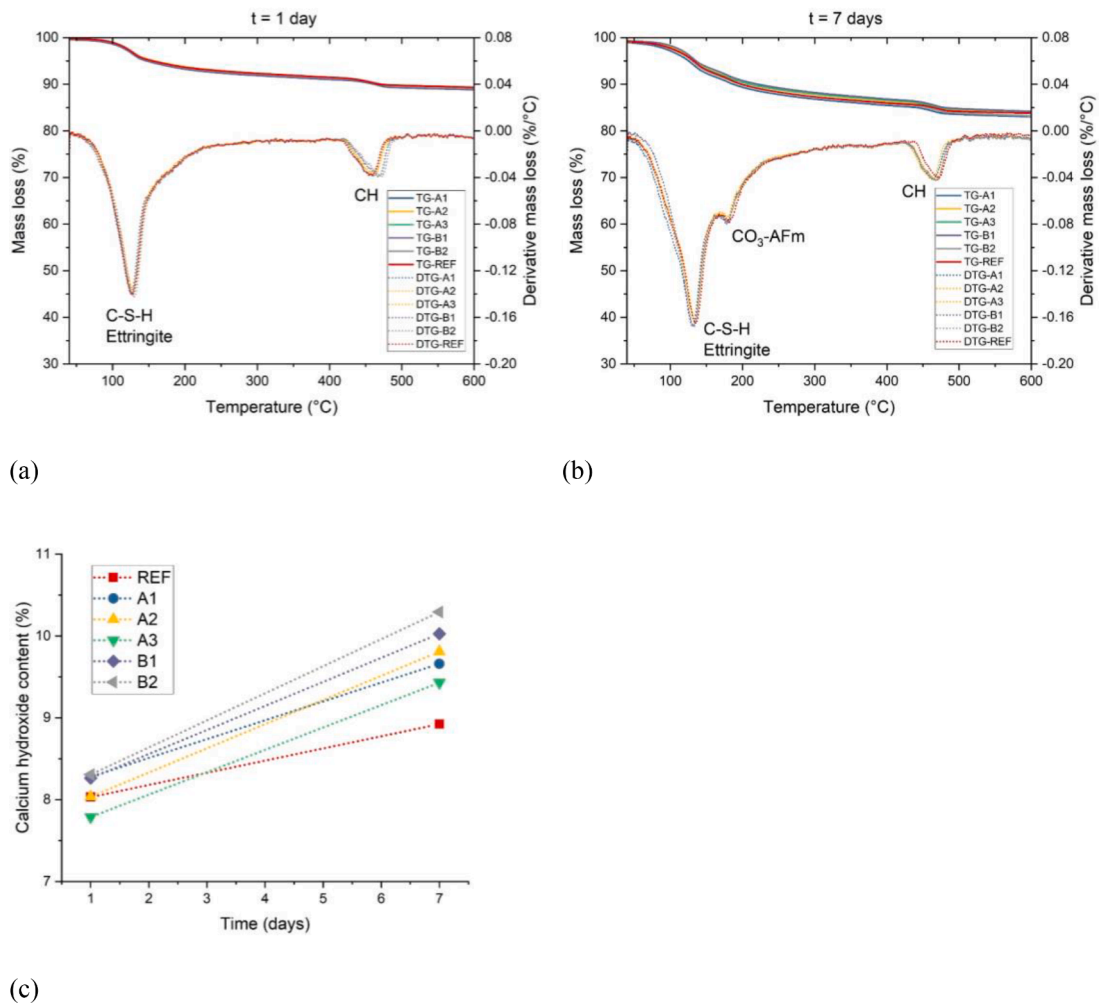 t = 1 day
100
90
80
70
60
50
40
30
Mass loss (%)
0.08
0.04
0.00
-0.04
-0.08
-0.12
-0.16
-0.20
Derivative mass loss (%/°C)
CH
C-S-H
Ettringite
TG-A1
TG-A2
TG-A3
TG-B1
TG-B2
TG-REF
DTG-A1
DTG-A2
DTG-A3
DTG-B1
DTG-B2
DTG-REF
100 200 300 400 500 600
Temperature (°C)
(a)
t = 7 days
100
90
80
70
60
50
40
30
Mass loss (%)
0.08
0.04
0.00
-0.04
-0.08
-0.12
-0.16
-0.20
Derivative mass loss (%/°C)
CH
CO₃-AFm
C-S-H
Ettringite
TG-A1
TG-A2
TG-A3
TG-B1
TG-B2
TG-REF
DTG-A1
DTG-A2
DTG-A3
DTG-B1
DTG-B2
DTG-REF
100 200 300 400 500 600
Temperature (°C)
(b)
11
10
9
8
7
Calcium hydroxide content (%)
REF
A1
A2
A3
B1
B2
1 2 3 4 5 6 7
Time (days)
(c)